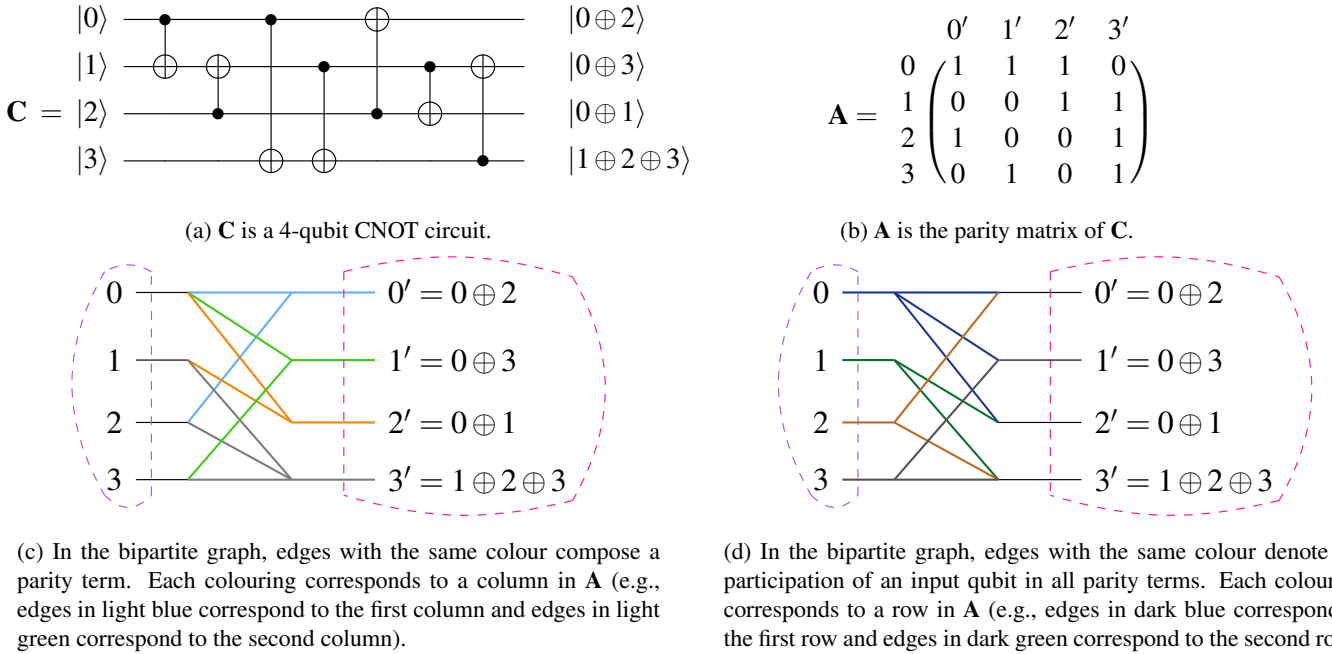 |0⟩ |0 ⊕ 2⟩
|1⟩ |0 ⊕ 3⟩
C = |2⟩ |0 ⊕ 1⟩
|3⟩ |1 ⊕ 2 ⊕ 3⟩
(a) C is a 4-qubit CNOT circuit.
0′ 1′ 2′ 3′
0 1 1 1 0
1 0 0 1 1
A =
2 1 0 0 1
3 0 1 0 1
(b) A is the parity matrix of C.
0 0′ = 0 ⊕ 2
1 1′ = 0 ⊕ 3
2 2′ = 0 ⊕ 1
3 3′ = 1 ⊕ 2 ⊕ 3
(c) In the bipartite graph, edges with the same colour compose a
parity term. Each colouring corresponds to a column in A (e.g.,
edges in light blue correspond to the first column and edges in light
green correspond to the second column).
0 0′ = 0 ⊕ 2
1 1′ = 0 ⊕ 3
2 2′ = 0 ⊕ 1
3 3′ = 1 ⊕ 2 ⊕ 3
(d) In the bipartite graph, edges with the same colour denote
participation of an input qubit in all parity terms. Each colour
corresponds to a row in A (e.g., edges in dark blue correspond
the first row and edges in dark green correspond to the second ro